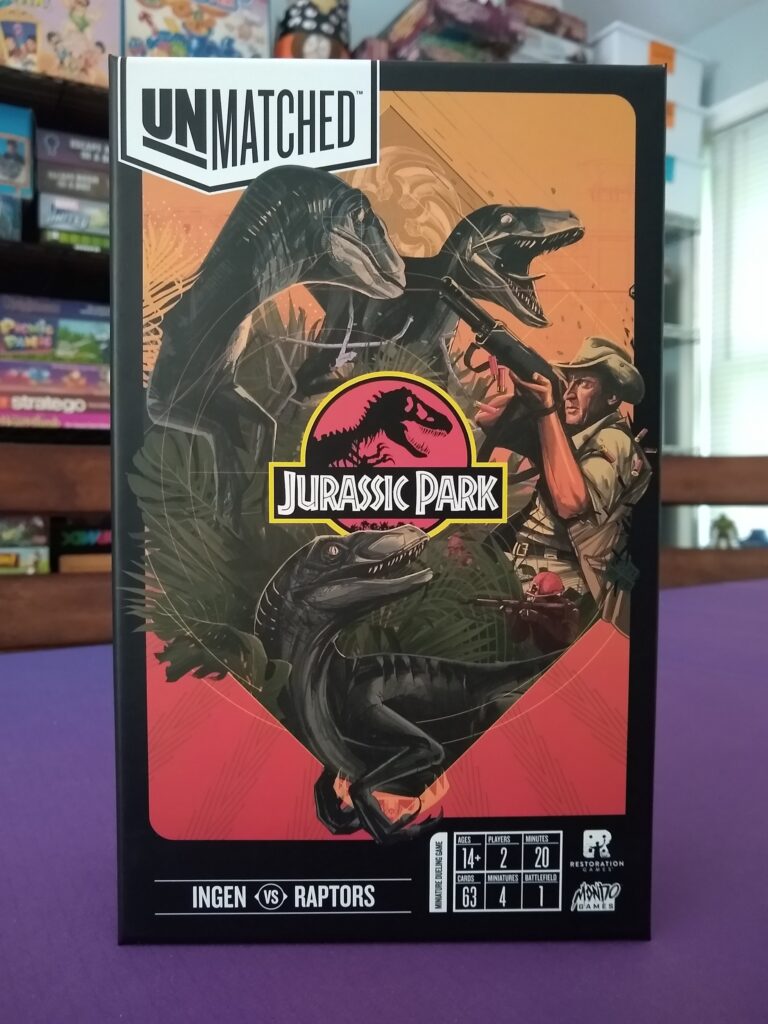 UNMATCHED™
JURASSIC PARK
INGEN VS RAPTORS
MINIATURE DUELING GAME
AGES
14+
PLAYERS
2
MINUTES
20
CARDS
63
MINIATURES
4
BATTLEFIELD
1
RESTORATION
GAMES
MONDO
GAMES
stratego